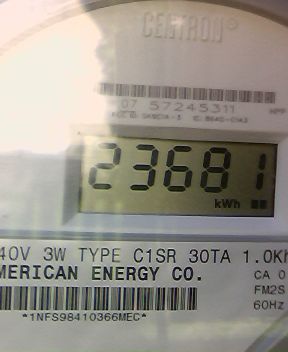 CENTRON®
07 57245311
23681
kWh
40V 3W TYPE C1SR 30TA 1.0Kh
MERICAN ENERGY CO.
CA 0
FM2S
60Hz
*1NFS98410366MEC*